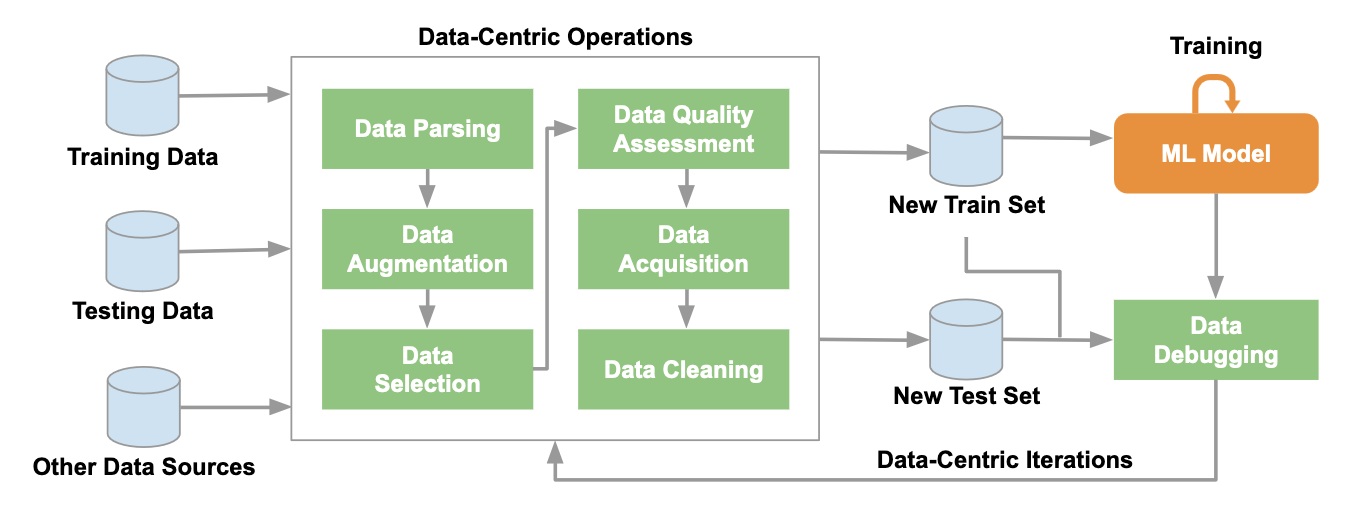 Data-Centric Operations
Training
Training Data
Testing Data
Other Data Sources
Data Parsing
Data
Augmentation
Data
Selection
Data Quality
Assessment
Data
Acquisition
Data Cleaning
New Train Set
New Test Set
ML Model
Data
Debugging
Data-Centric Iterations